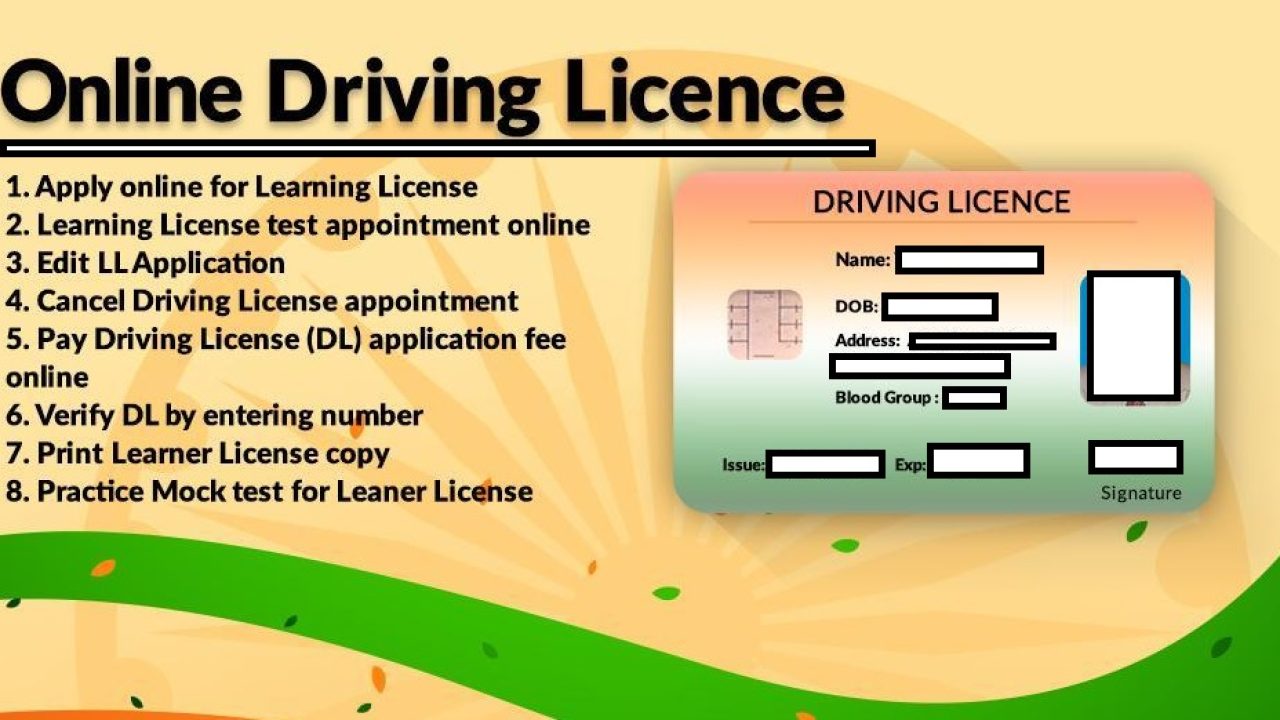 Online Driving Licence
1. Apply online for Learning License
2. Learning License test appointment online
3. Edit LL Application
4. Cancel Driving License appointment
5. Pay Driving License (DL) application fee
online
6. Verify DL by entering number
7. Print Learner License copy
8. Practice Mock test for Leaner License
DRIVING LICENCE
Name:
DOB:
Address:
Blood Group :
Issue: Exp:
Signature